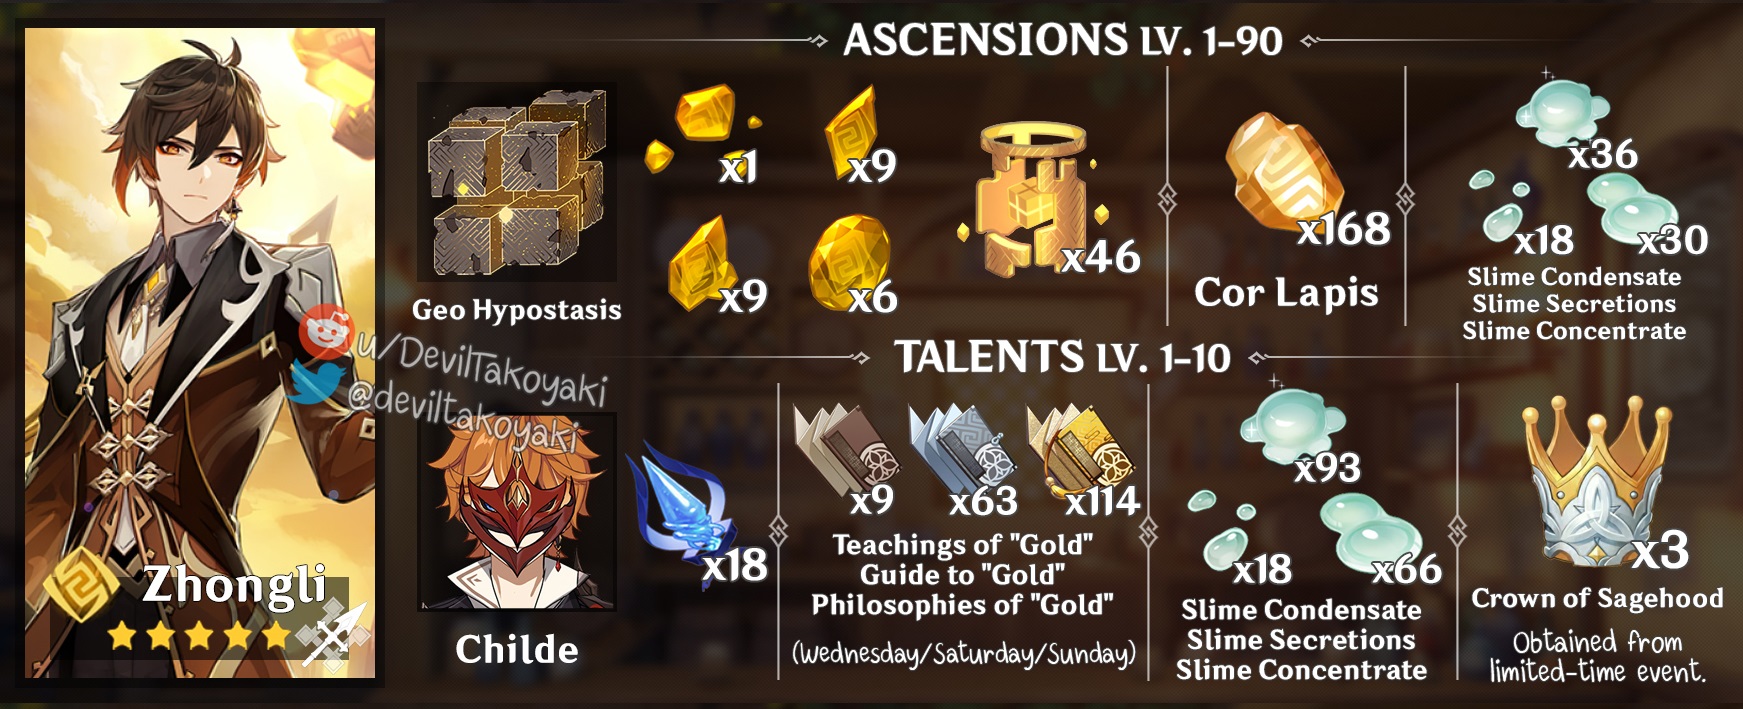 ASCENSIONS LV. 1-90
x1
x9
x9
x6
x46
Geo Hypostasis
x168
Cor Lapis
x36
x18
x30
Slime Condensate
Slime Secretions
Slime Concentrate
u/DevilTakoyaki
@deviltakoyaki
Zhongli
TALENTS LV. 1-10
x18
Childe
x9
x63
x114
Teachings of "Gold"
Guide to "Gold"
Philosophies of "Gold"
(Wednesday/Saturday/Sunday)
x93
x18
x66
Slime Condensate
Slime Secretions
Slime Concentrate
x3
Crown of Sagehood
Obtained from
limited-time event.